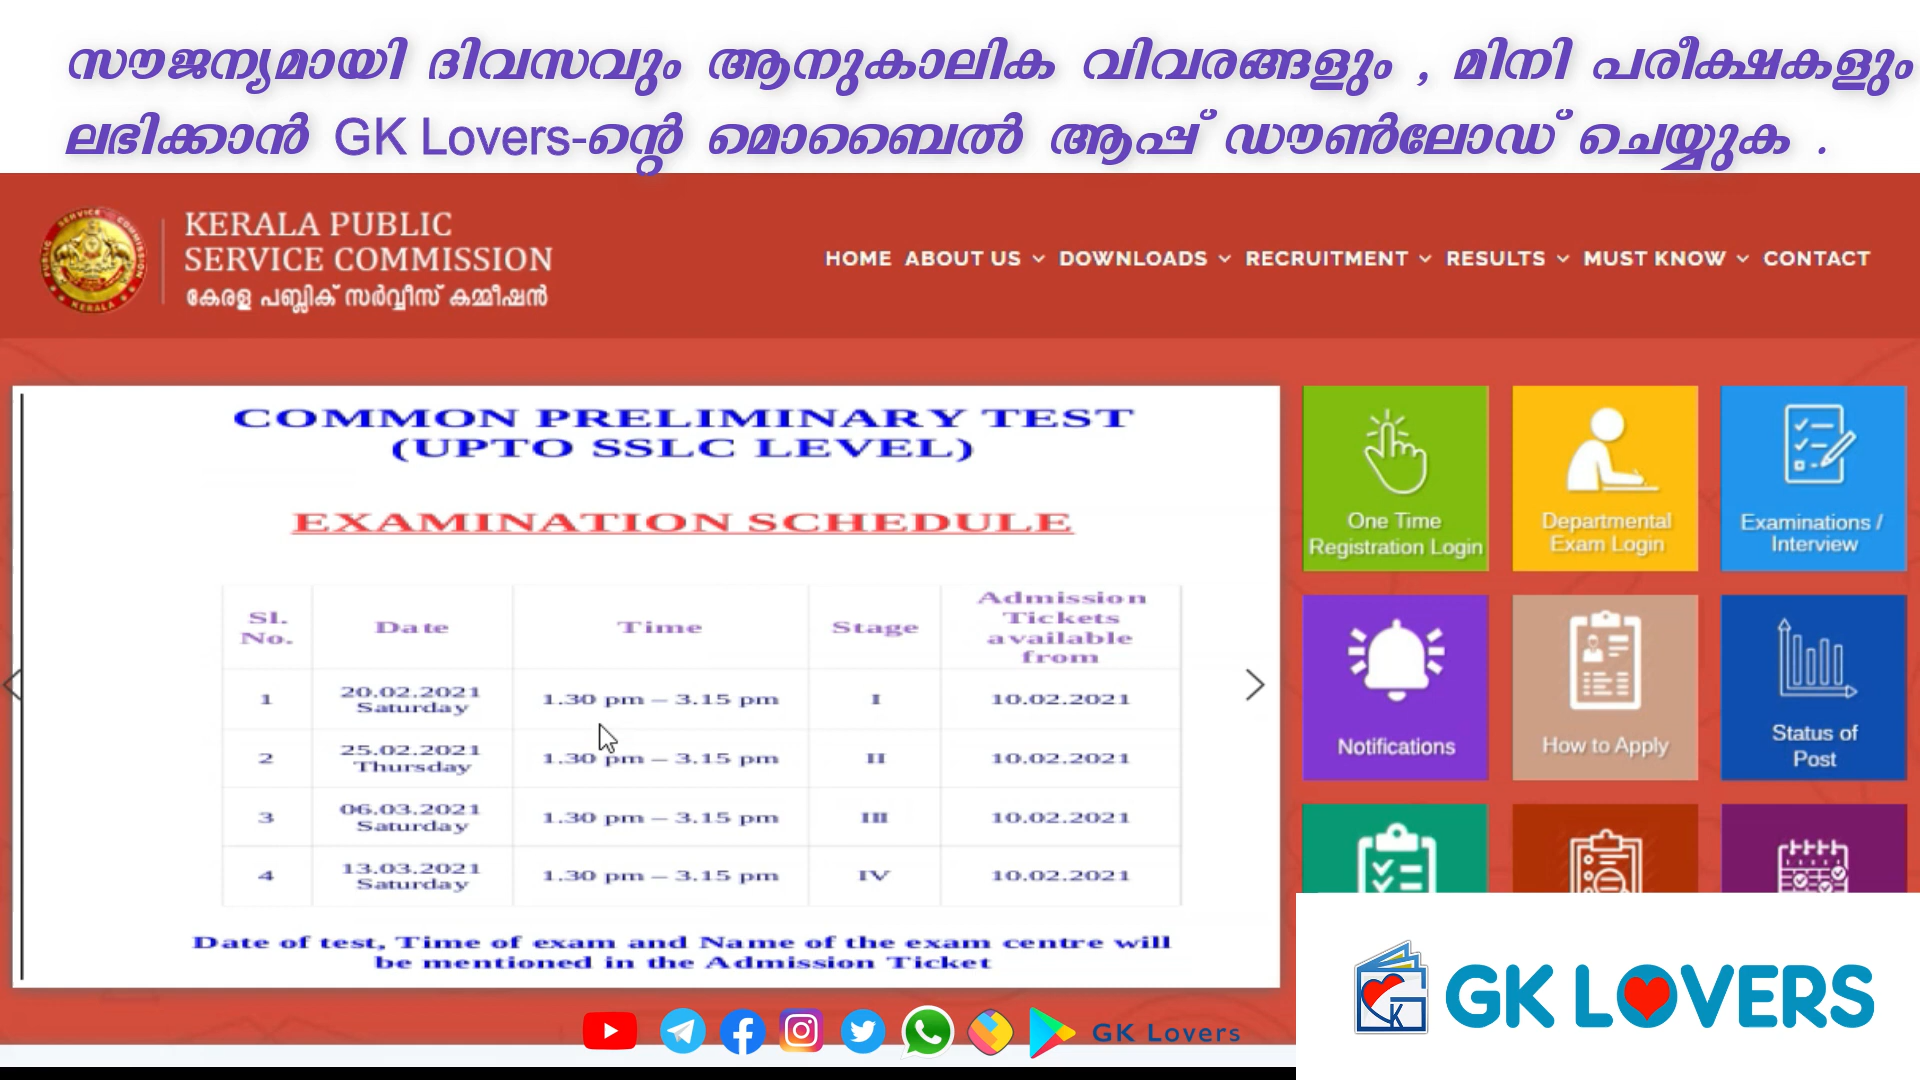 സൗജന്യമായി ദിവസവും ആനുകാലിക വിവരങ്ങളും , മിനി പരീക്ഷകളും
ലഭിക്കാൻ GK Lovers-ന്റെ മൊബൈൽ ആപ്പ് ഡൗൺലോഡ് ചെയ്യുക .
KERALA PUBLIC
SERVICE COMMISSION
കേരള പബ്ലിക് സർവ്വീസ് കമ്മീഷൻ
HOME ABOUT US DOWNLOADS RECRUITMENT RESULTS MUST KNOW CONTACT
COMMON PRELIMINARY TEST
(UPTO SSLC LEVEL)
EXAMINATION SCHEDULE
Sl. No. Date Time Stage Admission Tickets available from
1 20.02.2021 Saturday 1.30 pm – 3.15 pm I 10.02.2021
2 25.02.2021 Thursday 1.30 pm – 3.15 pm II 10.02.2021
3 06.03.2021 Saturday 1.30 pm – 3.15 pm III 10.02.2021
4 13.03.2021 Saturday 1.30 pm – 3.15 pm IV 10.02.2021
Date of test, Time of exam and Name of the exam centre will
be mentioned in the Admission Ticket
One Time
Registration Login
Departmental
Exam Login
Examinations /
Interview
Notifications
How to Apply
Status of
Post
GK Lovers
GK LOVERS